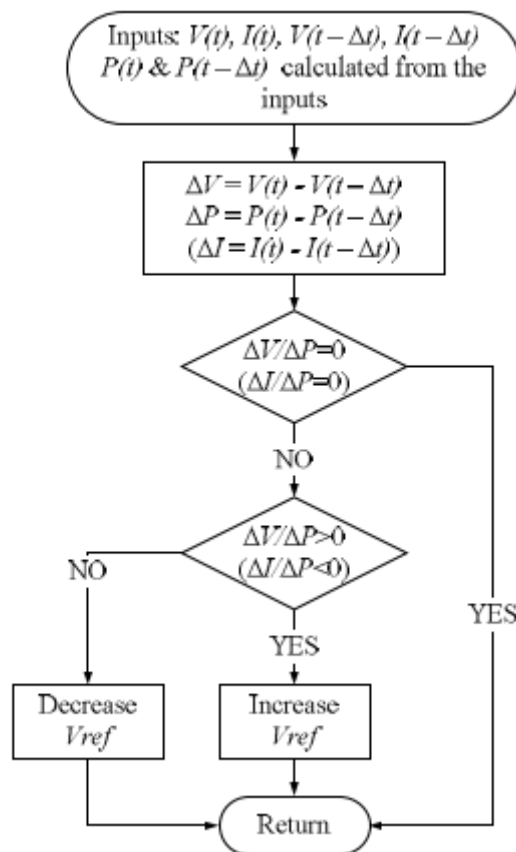 Inputs: V(t), I(t), V(t – Δt), I(t – Δt)
P(t) & P(t – Δt) calculated from the
inputs
ΔV = V(t) - V(t – Δt)
ΔP = P(t) - P(t – Δt)
(ΔI = I(t) - I(t – Δt))
ΔV/ΔP=0
(ΔI/ΔP=0)
NO
ΔV/ΔP>0
(ΔI/ΔP<0)
NO
YES
YES
Decrease
Vref
Increase
Vref
Return